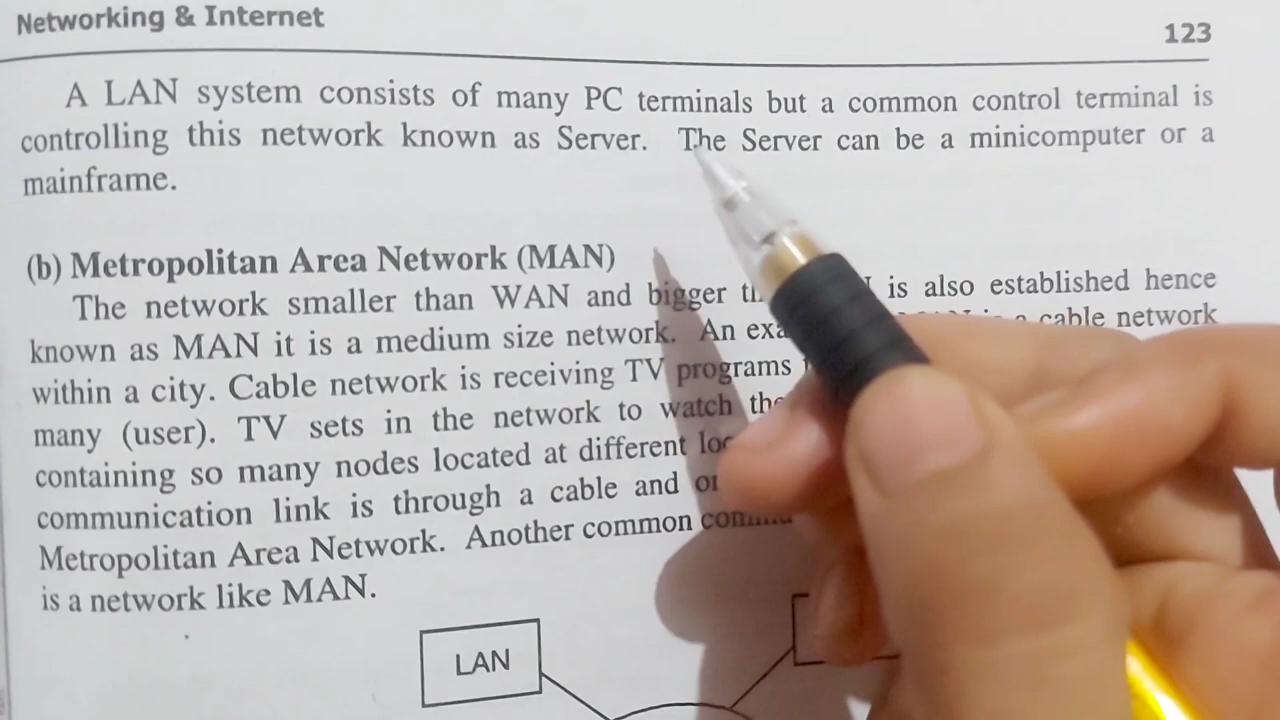 Networking & Internet
123
A LAN system consists of many PC terminals but a common control terminal is
controlling this network known as Server. The Server can be a minicomputer or a
mainframe.
(b) Metropolitan Area Network (MAN)
The network smaller than WAN and bigger is also established hence
known as MAN it is a medium size network. An cable network
within a city. Cable network is receiving TV programs
many (user). TV sets in the network to watch
containing so many nodes located at different
communication link is through a cable and
Metropolitan Area Network. Another common
is a network like MAN.
LAN